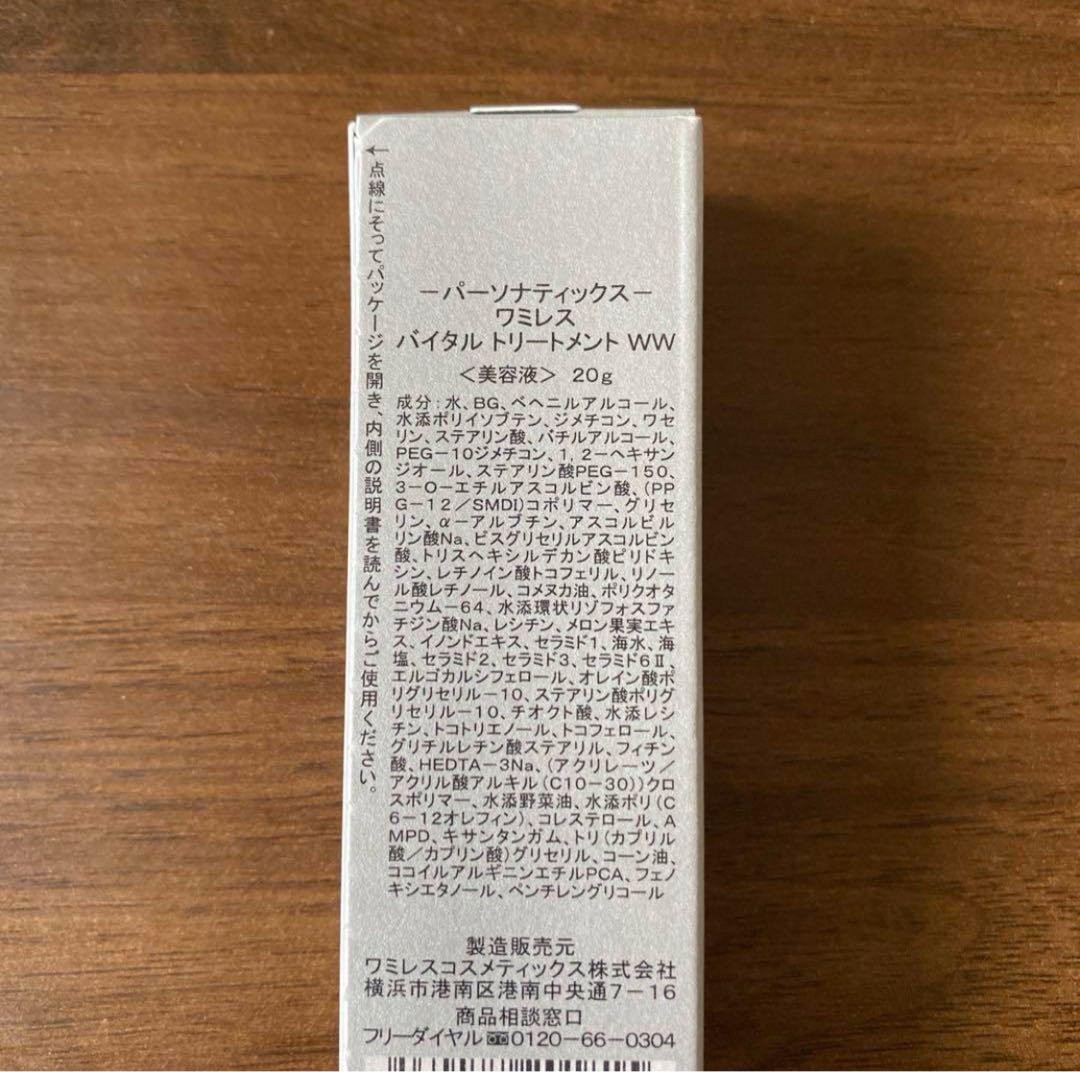 ←点線にそってパッケージを開き、内側の説明書を読んでからご使用ください。
－パーソナティックス－
ワミレス
バイタル トリートメント WW
＜美容液＞ 20g
成分：水、BG、ベヘニルアルコール、
水添ポリイソブテン、ジメチコン、ワセ
リン、ステアリン酸、バチルアルコール、
PEG－10ジメチコン、1，2－ヘキサン
ジオール、ステアリン酸PEG－150、
3－O－エチルアスコルビン酸、（PP
G－12／SMDI）コポリマー、グリセ
リン、α－アルブチン、アスコルビル
リン酸Na、ビスグリセリルアスコルビン
酸、トリスヘキシルデカン酸ピリドキ
シン、レチノイン酸トコフェリル、リノー
ル酸レチノール、コメヌカ油、ポリクオタ
ニウム－64、水添環状リゾフォスファ
チジン酸Na、レシチン、メロン果実エキ
ス、イノンドエキス、セラミド1、海水、海
塩、セラミド2、セラミド3、セラミド6Ⅱ、
エルゴカルシフェロール、オレイン酸ポ
リグリセリル－10、ステアリン酸ポリグ
リセリル－10、チオクト酸、水添レシ
チン、トコトリエノール、トコフェロール、
グリチルレチン酸ステアリル、フィチン
酸、HEDTA－3Na、（アクリレーツ／
アクリル酸アルキル（C10－30））クロ
スポリマー、水添野菜油、水添ポリ（C
6－12オレフィン）、コレステロール、A
MPD、キサンタンガム、トリ（カプリル
酸／カプリン酸）グリセリル、コーン油、
ココイルアルギニンエチルPCA、フェノ
キシエタノール、ペンチレングリコール
製造販売元
ワミレスコスメティックス株式会社
横浜市港南区港南中央通7－16
商品相談窓口
フリーダイヤル 0120－66－0304